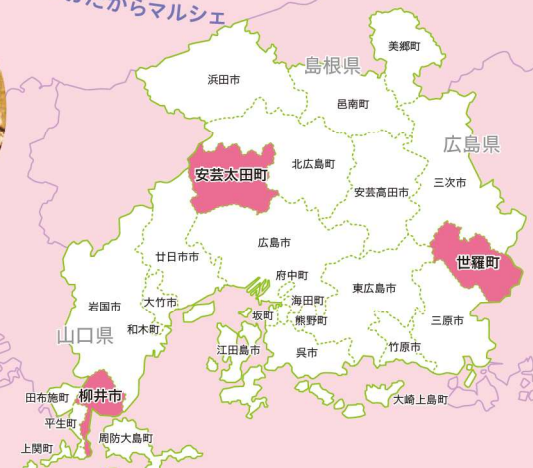 おたからマルシェ
美郷町
島根県
浜田市
邑南町
広島県
北広島町
安芸太田町
安芸高田市
三次市
広島市
世羅町
廿日市市
府中町
東広島市
海田町
岩国市
大竹市
坂町
熊野町
三原市
和木町
山口県
江田島市
呉市
竹原市
柳井市
田布施町
大崎上島町
平生町
周防大島町
上関町